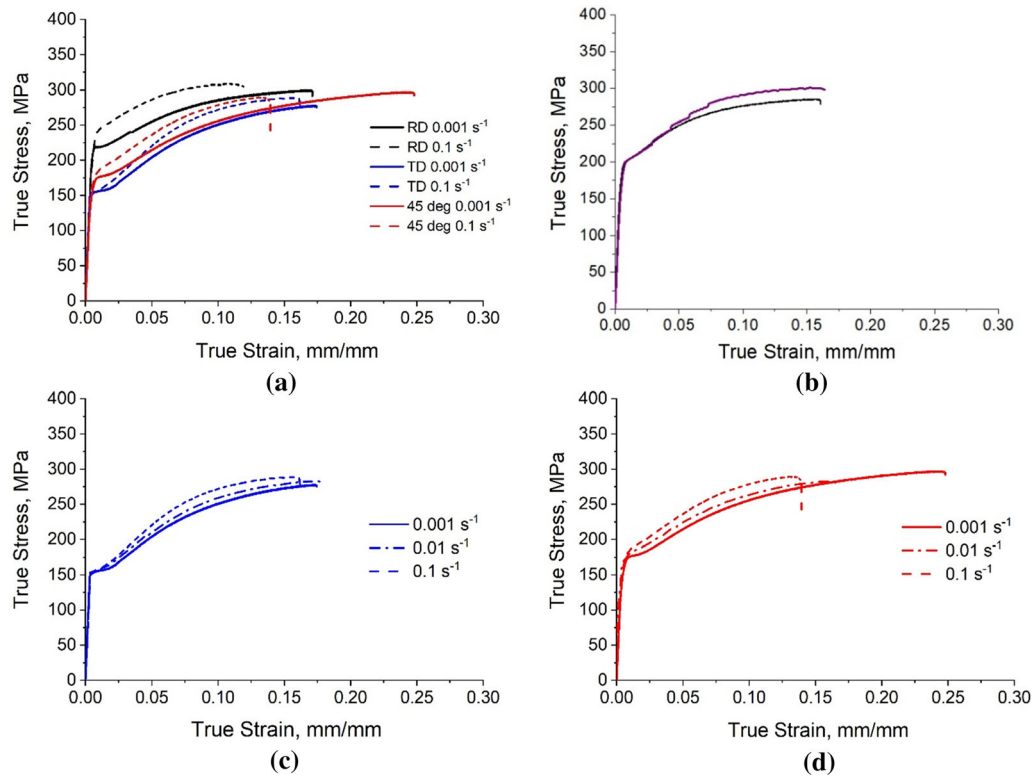 400
350
300
250
200
150
100
50
0
True Stress, MPa
0.00 0.05 0.10 0.15 0.20 0.25 0.30
True Strain, mm/mm
RD 0.001 s⁻¹
RD 0.1 s⁻¹
TD 0.001 s⁻¹
TD 0.1 s⁻¹
45 deg 0.001 s⁻¹
45 deg 0.1 s⁻¹
(a)
400
350
300
250
200
150
100
50
0
True Stress, MPa
0.00 0.05 0.10 0.15 0.20 0.25 0.30
True Strain, mm/mm
(b)
400
350
300
250
200
150
100
50
0
True Stress, MPa
0.00 0.05 0.10 0.15 0.20 0.25 0.30
True Strain, mm/mm
0.001 s⁻¹
0.01 s⁻¹
0.1 s⁻¹
(c)
400
350
300
250
200
150
100
50
0
True Stress, MPa
0.00 0.05 0.10 0.15 0.20 0.25 0.30
True Strain, mm/mm
0.001 s⁻¹
0.01 s⁻¹
0.1 s⁻¹
(d)